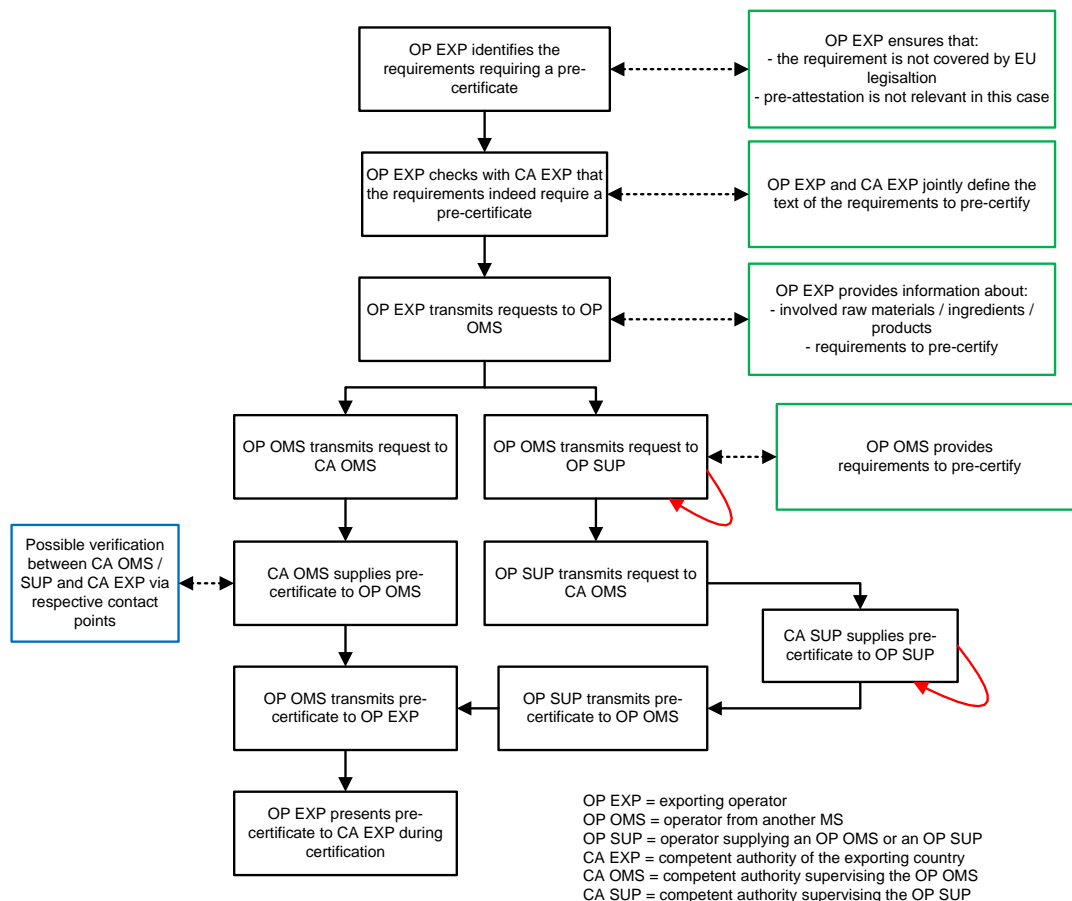 OP EXP identifies the
requirements requiring a pre-
certificate
OP EXP ensures that:
- the requirement is not covered by EU
legisaltion
- pre-attestation is not relevant in this case
OP EXP checks with CA EXP that
the requirements indeed require a
pre-certificate
OP EXP and CA EXP jointly define the
text of the requirements to pre-certify
OP EXP transmits requests to OP
OMS
OP EXP provides information about:
- involved raw materials / ingredients /
products
- requirements to pre-certify
OP OMS transmits request to
CA OMS
OP OMS transmits request to
OP SUP
OP OMS provides
requirements to pre-certify
Possible verification
between CA OMS /
SUP and CA EXP via
respective contact
points
CA OMS supplies pre-
certificate to OP OMS
OP SUP transmits request to
CA OMS
CA SUP supplies pre-
certificate to OP SUP
OP OMS transmits pre-
certificate to OP EXP
OP SUP transmits pre-
certificate to OP OMS
OP EXP presents pre-
certificate to CA EXP during
certification
OP EXP = exporting operator
OP OMS = operator from another MS
OP SUP = operator supplying an OP OMS or an OP SUP
CA EXP = competent authority of the exporting country
CA OMS = competent authority supervising the OP OMS
CA SUP = competent authority supervising the OP SUP